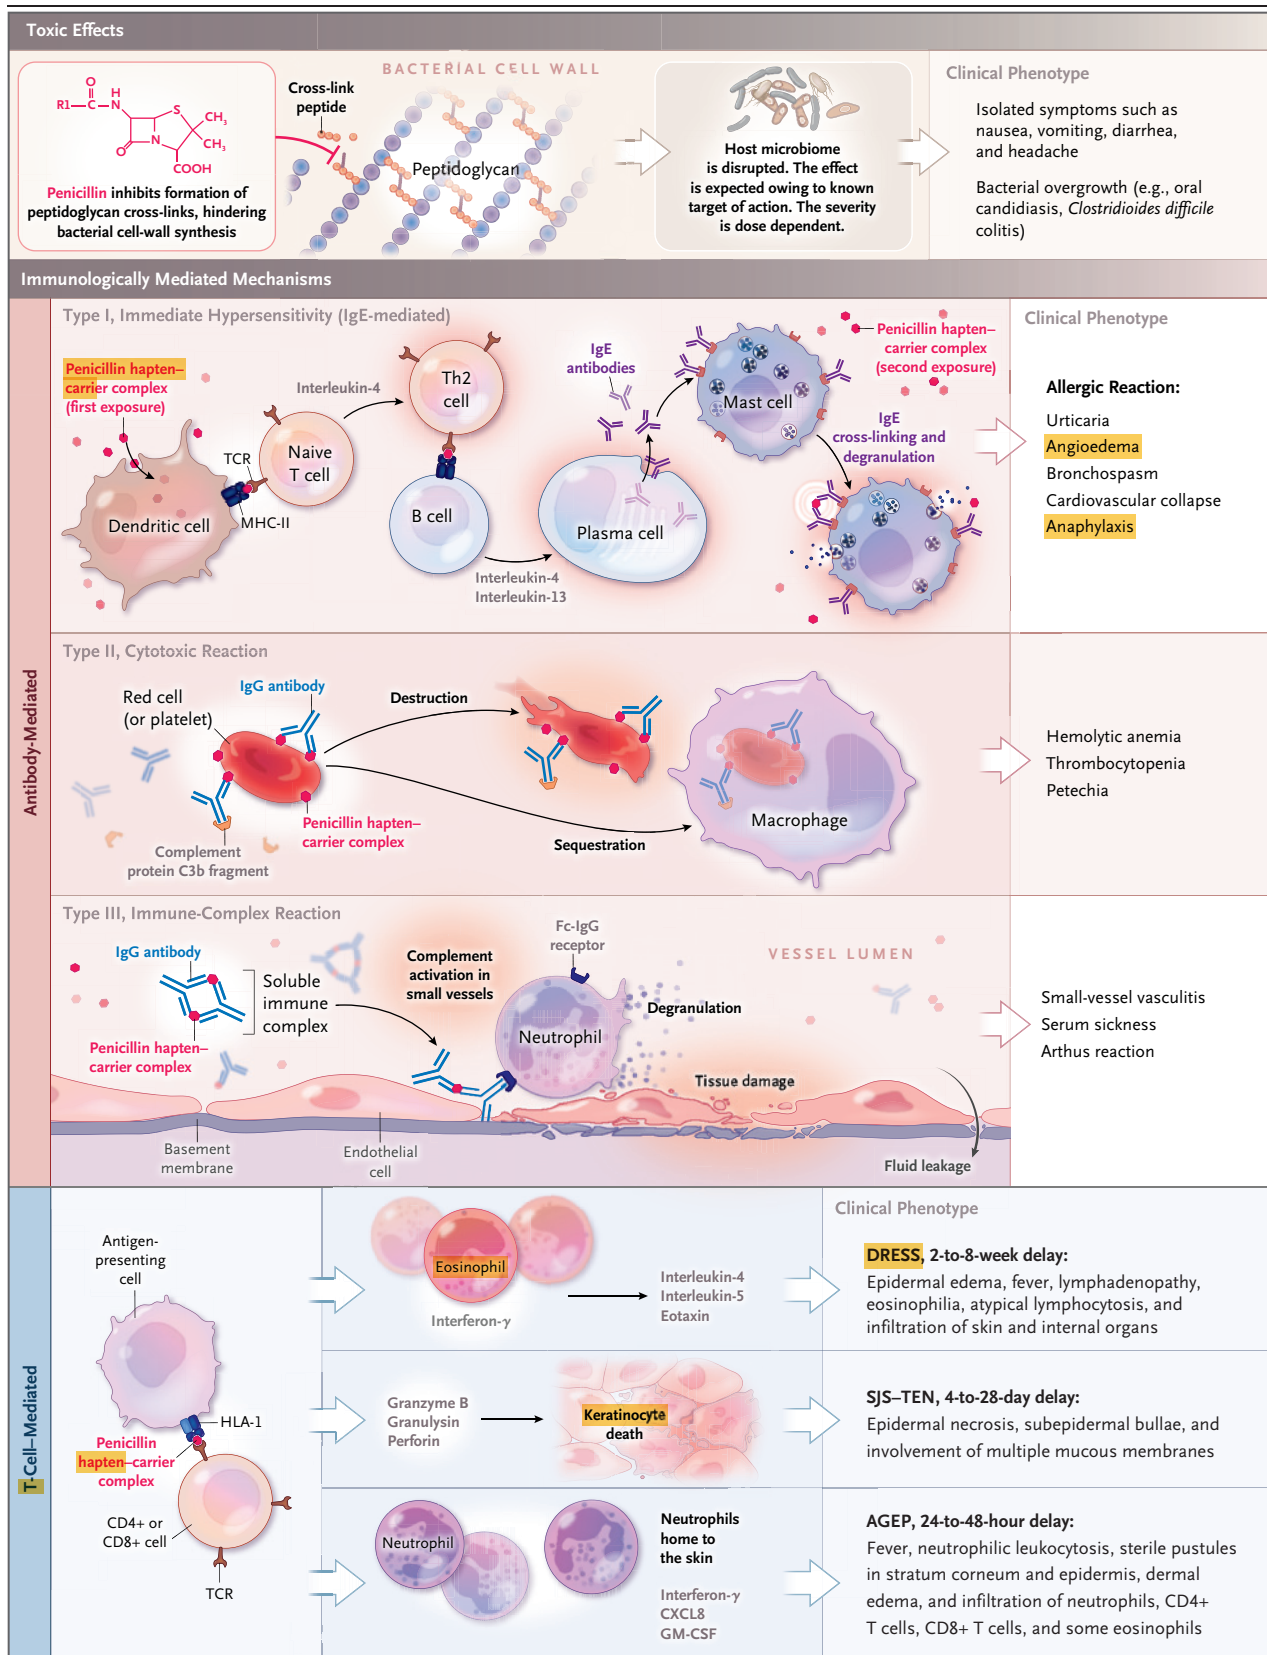 Toxic Effects
O
R1
C
H
N
S
CH3
CH3
N
O
COOH
Penicillin inhibits formation of
peptidoglycan cross-links, hindering
bacterial cell-wall synthesis
BACTERIAL CELL WALL
Cross-link
peptide
Peptidoglycan
Host microbiome
is disrupted. The effect
is expected owing to known
target of action. The severity
is dose dependent.
Clinical Phenotype
Isolated symptoms such as
nausea, vomiting, diarrhea,
and headache
Bacterial overgrowth (e.g., oral
candidiasis, Clostridioides difficile
colitis)
Immunologically Mediated Mechanisms
Antibody-Mediated
Type I, Immediate Hypersensitivity (IgE-mediated)
Penicillin hapten–
carrier complex
(first exposure)
Dendritic cell
TCR
MHC-II
Naive
T cell
Interleukin-4
Th2
cell
B cell
Interleukin-4
Interleukin-13
Plasma cell
IgE
antibodies
Mast cell
Penicillin hapten–
carrier complex
(second exposure)
IgE
cross-linking and
degranulation
Clinical Phenotype
Allergic Reaction:
Urticaria
Angioedema
Bronchospasm
Cardiovascular collapse
Anaphylaxis
Type II, Cytotoxic Reaction
Red cell
(or platelet)
IgG antibody
Penicillin hapten–
carrier complex
Complement
protein C3b fragment
Destruction
Sequestration
Macrophage
Hemolytic anemia
Thrombocytopenia
Petechia
Type III, Immune-Complex Reaction
IgG antibody
Soluble
immune
complex
Penicillin hapten–
carrier complex
Complement
activation in
small vessels
Fc-IgG
receptor
Neutrophil
Degranulation
VESSEL LUMEN
Tissue damage
Basement
membrane
Endothelial
cell
Fluid leakage
Small-vessel vasculitis
Serum sickness
Arthus reaction
T-Cell–Mediated
Antigen-
presenting
cell
HLA-1
Penicillin
hapten–carrier
complex
CD4+ or
CD8+ cell
TCR
Eosinophil
Interferon-γ
Interleukin-4
Interleukin-5
Eotaxin
Clinical Phenotype
DRESS, 2-to-8-week delay:
Epidermal edema, fever, lymphadenopathy,
eosinophilia, atypical lymphocytosis, and
infiltration of skin and internal organs
Granzyme B
Granulysin
Perforin
Keratinocyte
death
SJS–TEN, 4-to-28-day delay:
Epidermal necrosis, subepidermal bullae, and
involvement of multiple mucous membranes
Neutrophil
Neutrophils
home to
the skin
Interferon-γ
CXCL8
GM-CSF
AGEP, 24-to-48-hour delay:
Fever, neutrophilic leukocytosis, sterile pustules
in stratum corneum and epidermis, dermal
edema, and infiltration of neutrophils, CD4+
T cells, CD8+ T cells, and some eosinophils